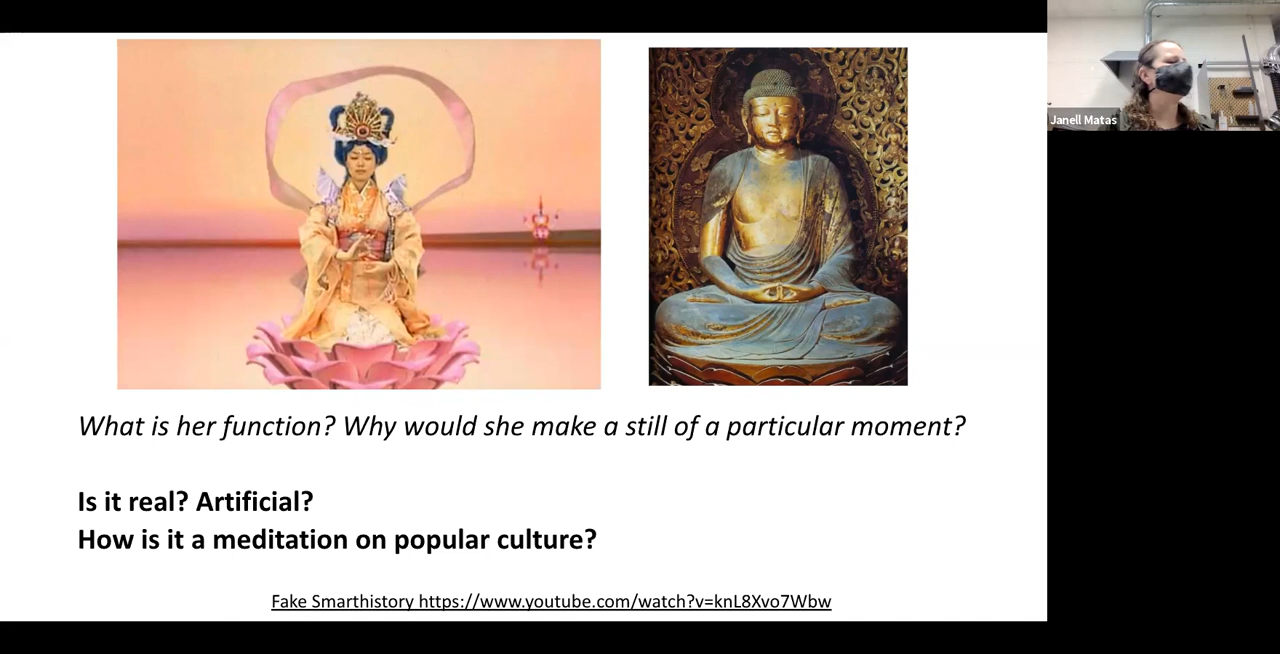 Janell Matas
What is her function? Why would she make a still of a particular moment?
Is it real? Artificial?
How is it a meditation on popular culture?
Fake Smarthistory https://www.youtube.com/watch?v=knL8Xvo7Wbw